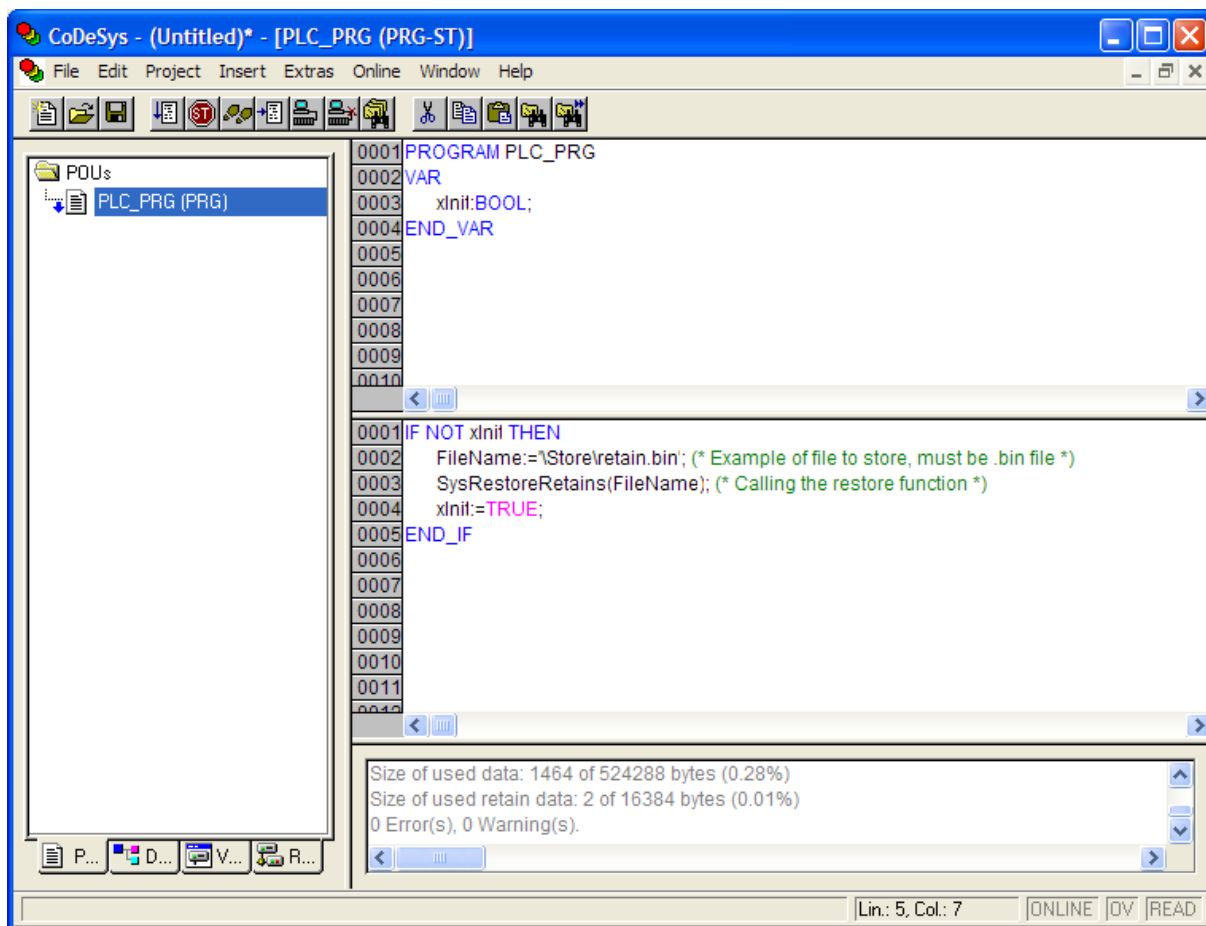 CoDeSys - (Untitled)* - [PLC_PRG (PRG-ST)]
File Edit Project Insert Extras Online Window Help
ST
POUs
PLC_PRG (PRG)
0001 PROGRAM PLC_PRG
0002 VAR
0003 xInit:BOOL;
0004 END_VAR
0005
0006
0007
0008
0009
0010
0001 IF NOT xInit THEN
0002 FileName:='\Store\retain.bin'; (* Example of file to store, must be .bin file *)
0003 SysRestoreRetains(FileName); (* Calling the restore function *)
0004 xInit:=TRUE;
0005 END_IF
0006
0007
0008
0009
0010
0011
0012
Size of used data: 1464 of 524288 bytes (0.28%)
Size of used retain data: 2 of 16384 bytes (0.01%)
0 Error(s), 0 Warning(s).
P... D... V... R...
Lin.: 5, Col.: 7 ONLINE OV READ